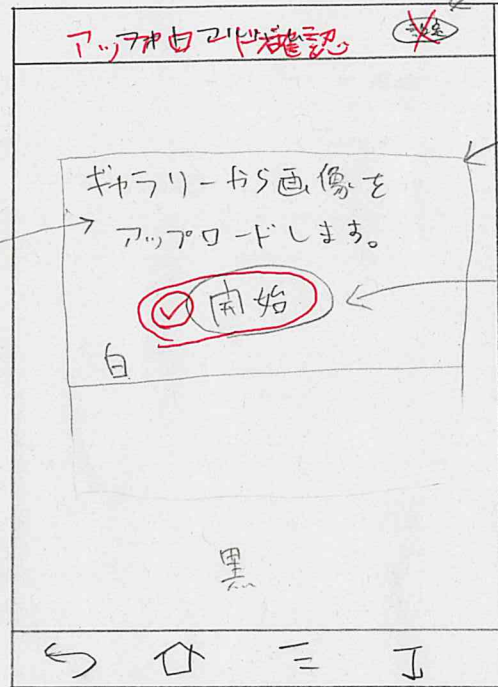 アップロード確認
ギャラリーから画像を
アップロードします。
開始
白
黒